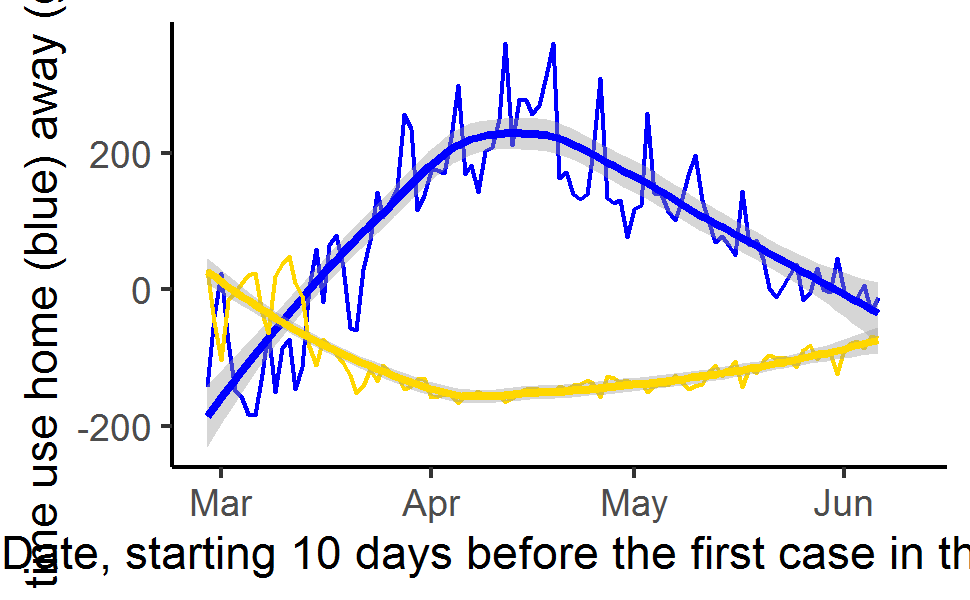 time use home (blue) away (
200
0
-200
Mar Apr May Jun
Date, starting 10 days before the first case in th